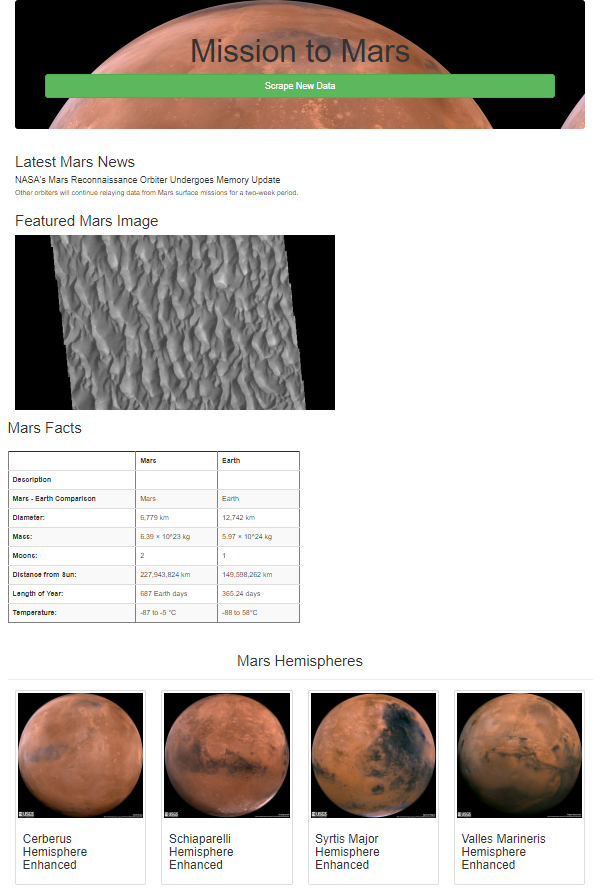 Mission to Mars
Scrape New Data
Latest Mars News
NASA's Mars Reconnaissance Orbiter Undergoes Memory Update
Other orbiters will continue relaying data from Mars surface missions for a two-week period.
Featured Mars Image
Mars Facts
Mars Earth
Description
Mars - Earth Comparison Mars Earth
Diameter: 6,779 km 12,742 km
Mass: 6.39 × 10^23 kg 5.97 × 10^24 kg
Moons: 2 1
Distance from Sun: 227,943,824 km 149,598,262 km
Length of Year: 687 Earth days 365.24 days
Temperature: -87 to -5 °C -88 to 58°C
Mars Hemispheres
Cerberus
Hemisphere
Enhanced
Schiaparelli
Hemisphere
Enhanced
Syrtis Major
Hemisphere
Enhanced
Valles Marineris
Hemisphere
Enhanced